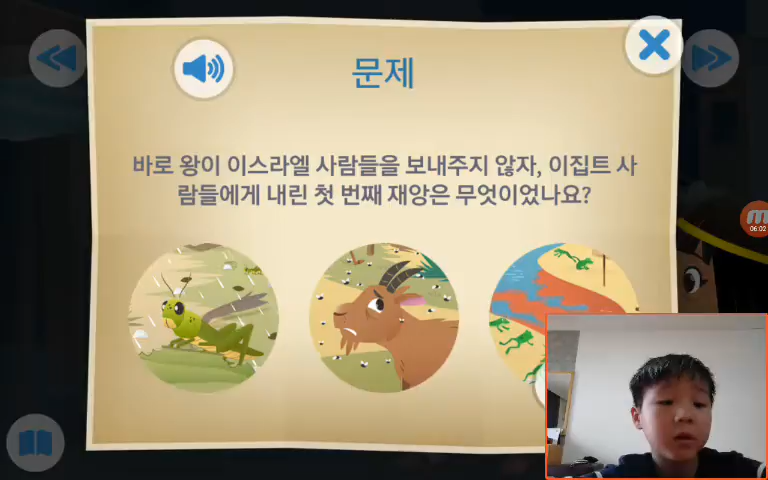 문제
바로 왕이 이스라엘 사람들을 보내주지 않자, 이집트 사
람들에게 내린 첫 번째 재앙은 무엇이었나요?
06:02